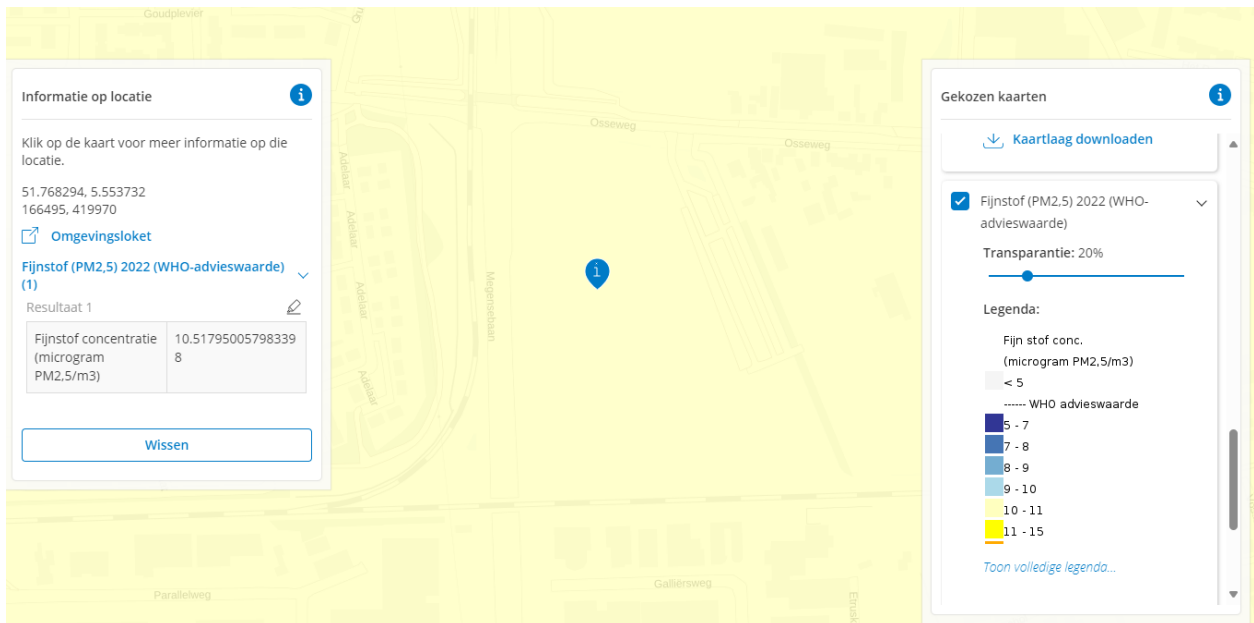 Goudplevier
Informatie op locatie
Klik op de kaart voor meer informatie op die
locatie.
51.768294, 5.553732
166495, 419970
Omgevingsloket
Fijnstof (PM2,5) 2022 (WHO-advieswaarde)
(1)
Resultaat 1
Fijnstof concentratie
(microgram
PM2,5/m3)
10.51795005798339
8
Wissen
Osseweg
Osseweg
Adelaar
Adelaar
Adelaar
Adelaar
Megensebaan
Parallelweg
Galliërsweg
Gekozen kaarten
Kaartlaag downloaden
Fijnstof (PM2,5) 2022 (WHO-
advieswaarde)
Transparantie: 20%
Legenda:
Fijn stof conc.
(microgram PM2,5/m3)
< 5
------ WHO advieswaarde
5 - 7
7 - 8
8 - 9
9 - 10
10 - 11
11 - 15
Toon volledige legenda...